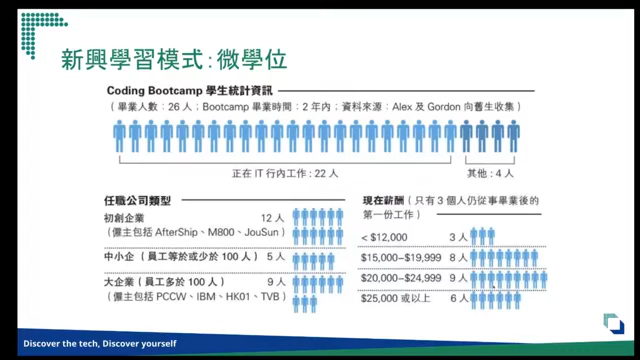 新興學習模式：微學位
Coding Bootcamp 學生統計資訊
（畢業人數：26 人；Bootcamp 畢業時間：2 年內；資料來源：Alex 及 Gordon 向舊生收集）
正在 IT 行內工作：22 人
其他：4 人
任職公司類型
初創企業 12 人
（僱主包括 AfterShip、M800、JouSun）
中小企（員工等於或少於 100 人） 5 人
大企業（員工多於 100 人） 9 人
（僱主包括 PCCW、IBM、HK01、TVB）
現在薪酬（只有 3 個人仍從事畢業後的
第一份工作）
< $12,000 3 人
$15,000–$19,999 8 人
$20,000–$24,999 9 人
$25,000 或以上 6 人
Discover the tech, Discover yourself